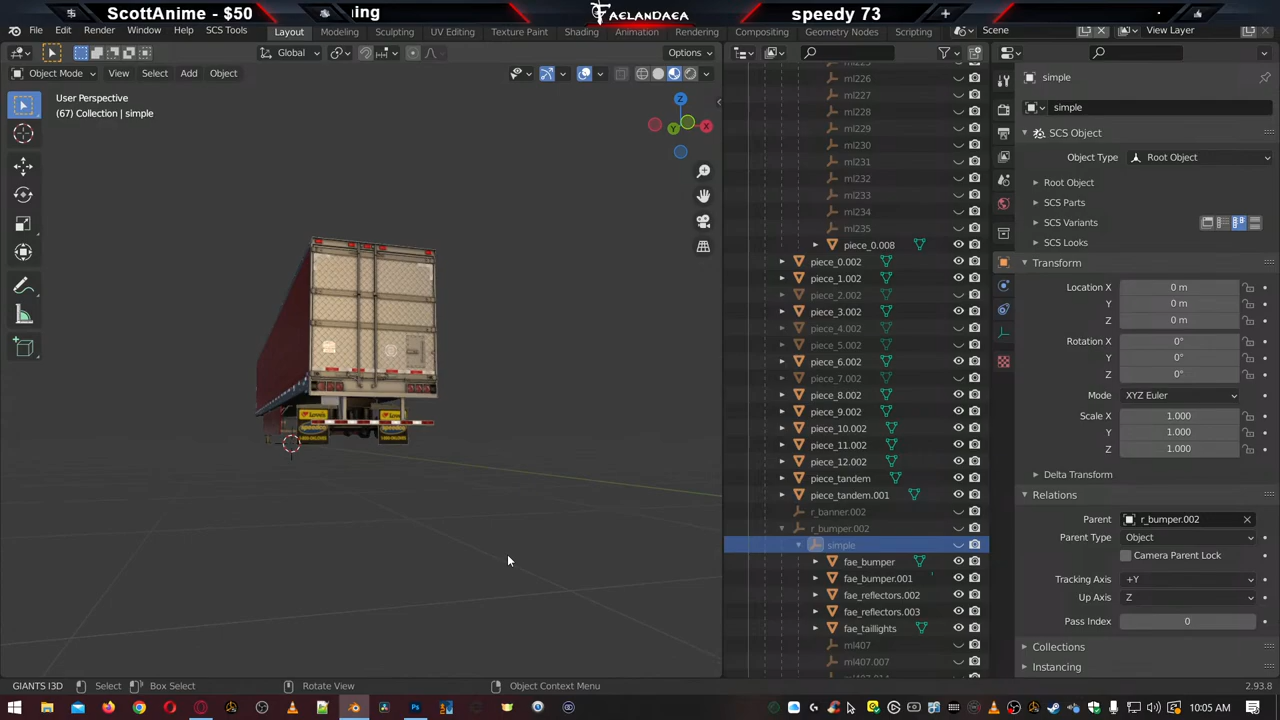 ScottAnime - $50
ing
FAELANDAEA
speedy 73
File Edit Render Window Help SCS Tools
Layout Modeling Sculpting UV Editing Texture Paint Shading Animation Rendering Compositing Geometry Nodes Scripting
Scene
View Layer
Global
Options
Object Mode View Select Add Object
User Perspective
(67) Collection | simple
Z
X
Y
ml226
ml227
ml228
ml229
ml230
ml231
ml232
ml233
ml234
ml235
piece_0.008
piece_0.002
piece_1.002
piece_2.002
piece_3.002
piece_4.002
piece_5.002
piece_6.002
piece_7.002
piece_8.002
piece_9.002
piece_10.002
piece_11.002
piece_12.002
piece_tandem
piece_tandem.001
r_banner.002
r_bumper.002
simple
fae_bumper
fae_bumper.001
fae_reflectors.002
fae_reflectors.003
fae_taillights
ml407
ml407.007
simple
simple
SCS Object
Object Type Root Object
Root Object
SCS Parts
SCS Variants
SCS Looks
Transform
Location X 0 m
Y 0 m
Z 0 m
Rotation X 0°
Y 0°
Z 0°
Mode XYZ Euler
Scale X 1.000
Y 1.000
Z 1.000
Delta Transform
Relations
Parent r_bumper.002
Parent Type Object
Camera Parent Lock
Tracking Axis +Y
Up Axis Z
Pass Index 0
Collections
Instancing
GIANTS I3D Select Box Select Rotate View Object Context Menu 2.93.8
10:05 AM